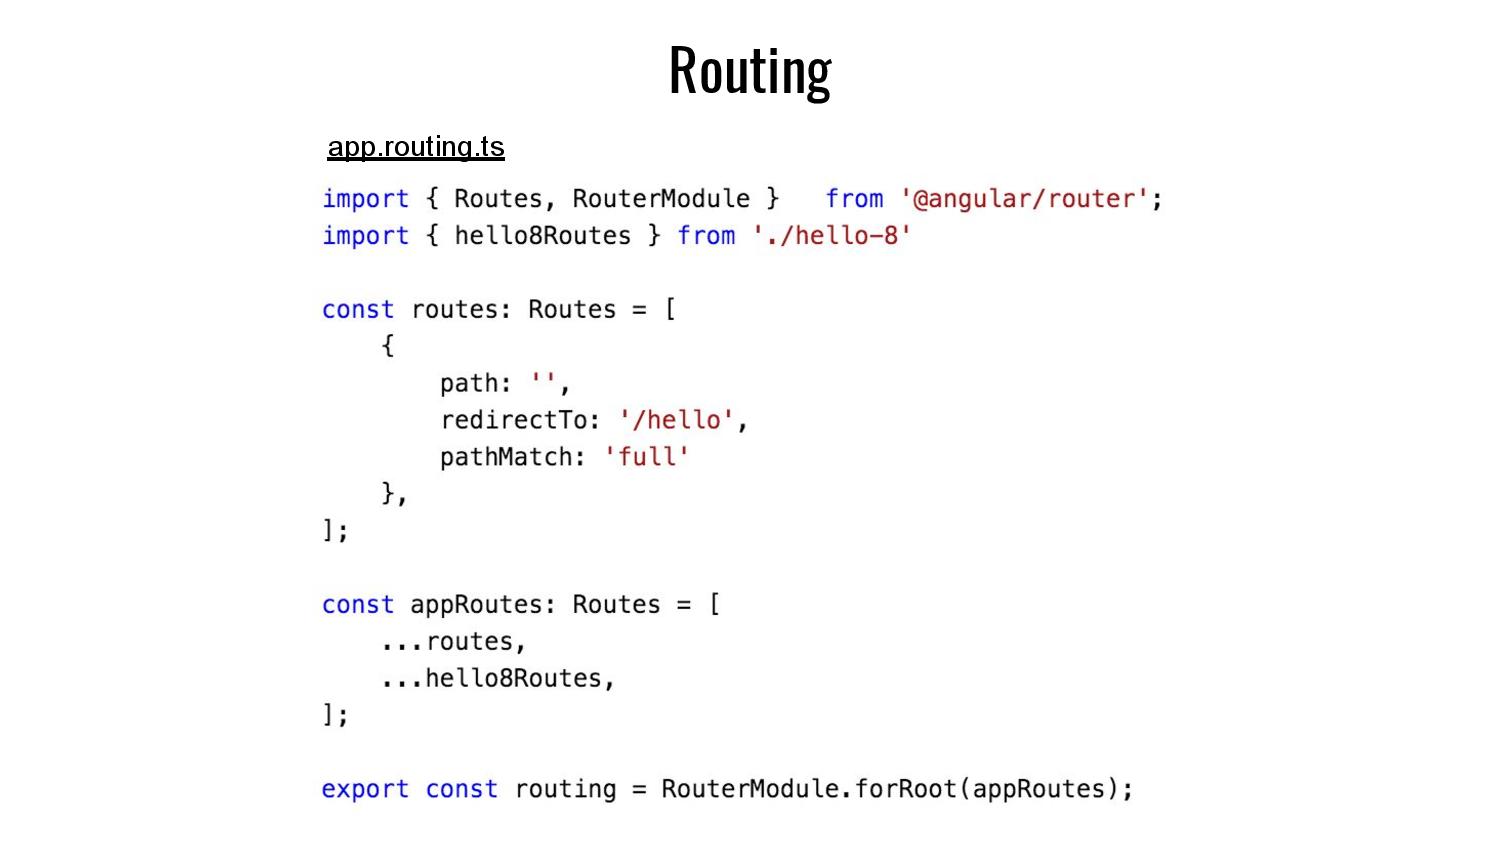 Routing
app.routing.ts
import { Routes, RouterModule }   from '@angular/router';
import { hello8Routes } from './hello-8'
const routes: Routes = [
    {
        path: '',
        redirectTo: '/hello',
        pathMatch: 'full'
    },
];
const appRoutes: Routes = [
    ...routes,
    ...hello8Routes,
];
export const routing = RouterModule.forRoot(appRoutes);